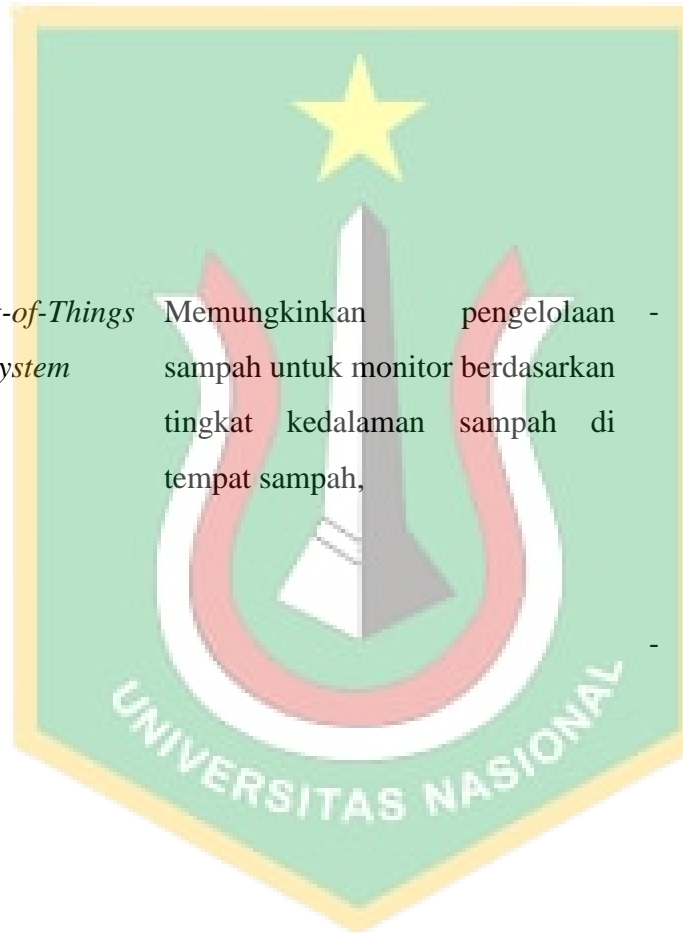 -of-Things Memungkinkan pengelolaan -
ystem sampah untuk monitor berdasarkan
tingkat kedalaman sampah di
tempat sampah,
-
UNIVERSITAS NASIONAL